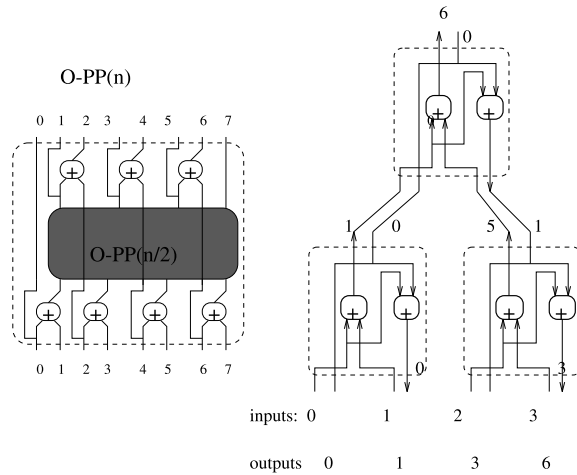 O-PP(n)
0 1 2 3 4 5 6 7
+ + +
O-PP(n/2)
+ + + +
0 1 2 3 4 5 6 7
6
0
+ +
0
1 0 5 1
+ + + +
0 3
inputs: 0 1 2 3
outputs 0 1 3 6